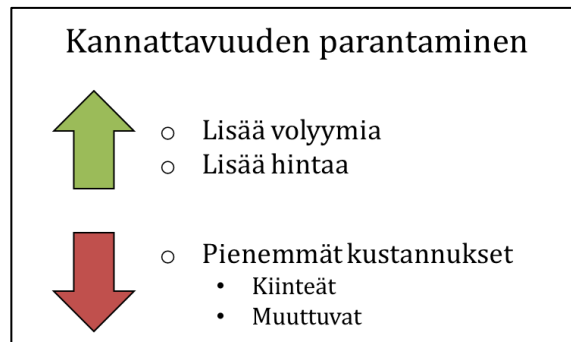 Kannattavuuden parantaminen
o Lisää volyymia
o Lisää hintaa
o Pienemmät kustannukset
• Kiinteät
• Muuttuvat